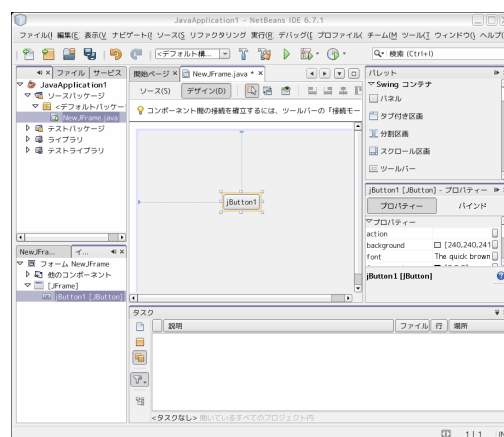 JavaApplication1 - NetBeans IDE 6.7.1
ファイル( 編集(E) 表示(V) ナビゲート( ソース(S) リファクタリング 実行(R デバッグ( プロファイル( チーム(M ツール(T ウィンドウ( ヘルプ(
<デフォルト構...
検索 (Ctrl+I)
ファイル サービス
JavaApplication1
ソースパッケージ
<デフォルトパッケー
NewJFrame.java
テストパッケージ
ライブラリ
テストライブラリ
開始ページ NewJFrame.java *
ソース(S) デザイン(D)
コンポーネント間の接続を確立するには、ツールバーの「接続モー
jButton1
パレット
Swing コンテナ
パネル
タブ付き区画
分割区画
スクロール区画
ツールバー
jButton1 [JButton] - プロパティー
プロパティー バインド
プロパティー
action
background [240,240,241
font The quick brown
jButton1 [JButton]
NewJFra... イ...
フォーム NewJFrame
他のコンポーネント
[JFrame]
jButton1 [JButton]
タスク
説明 ファイル 行 場所
<タスクなし> 開いているすべてのプロジェクト内
1|1 IN